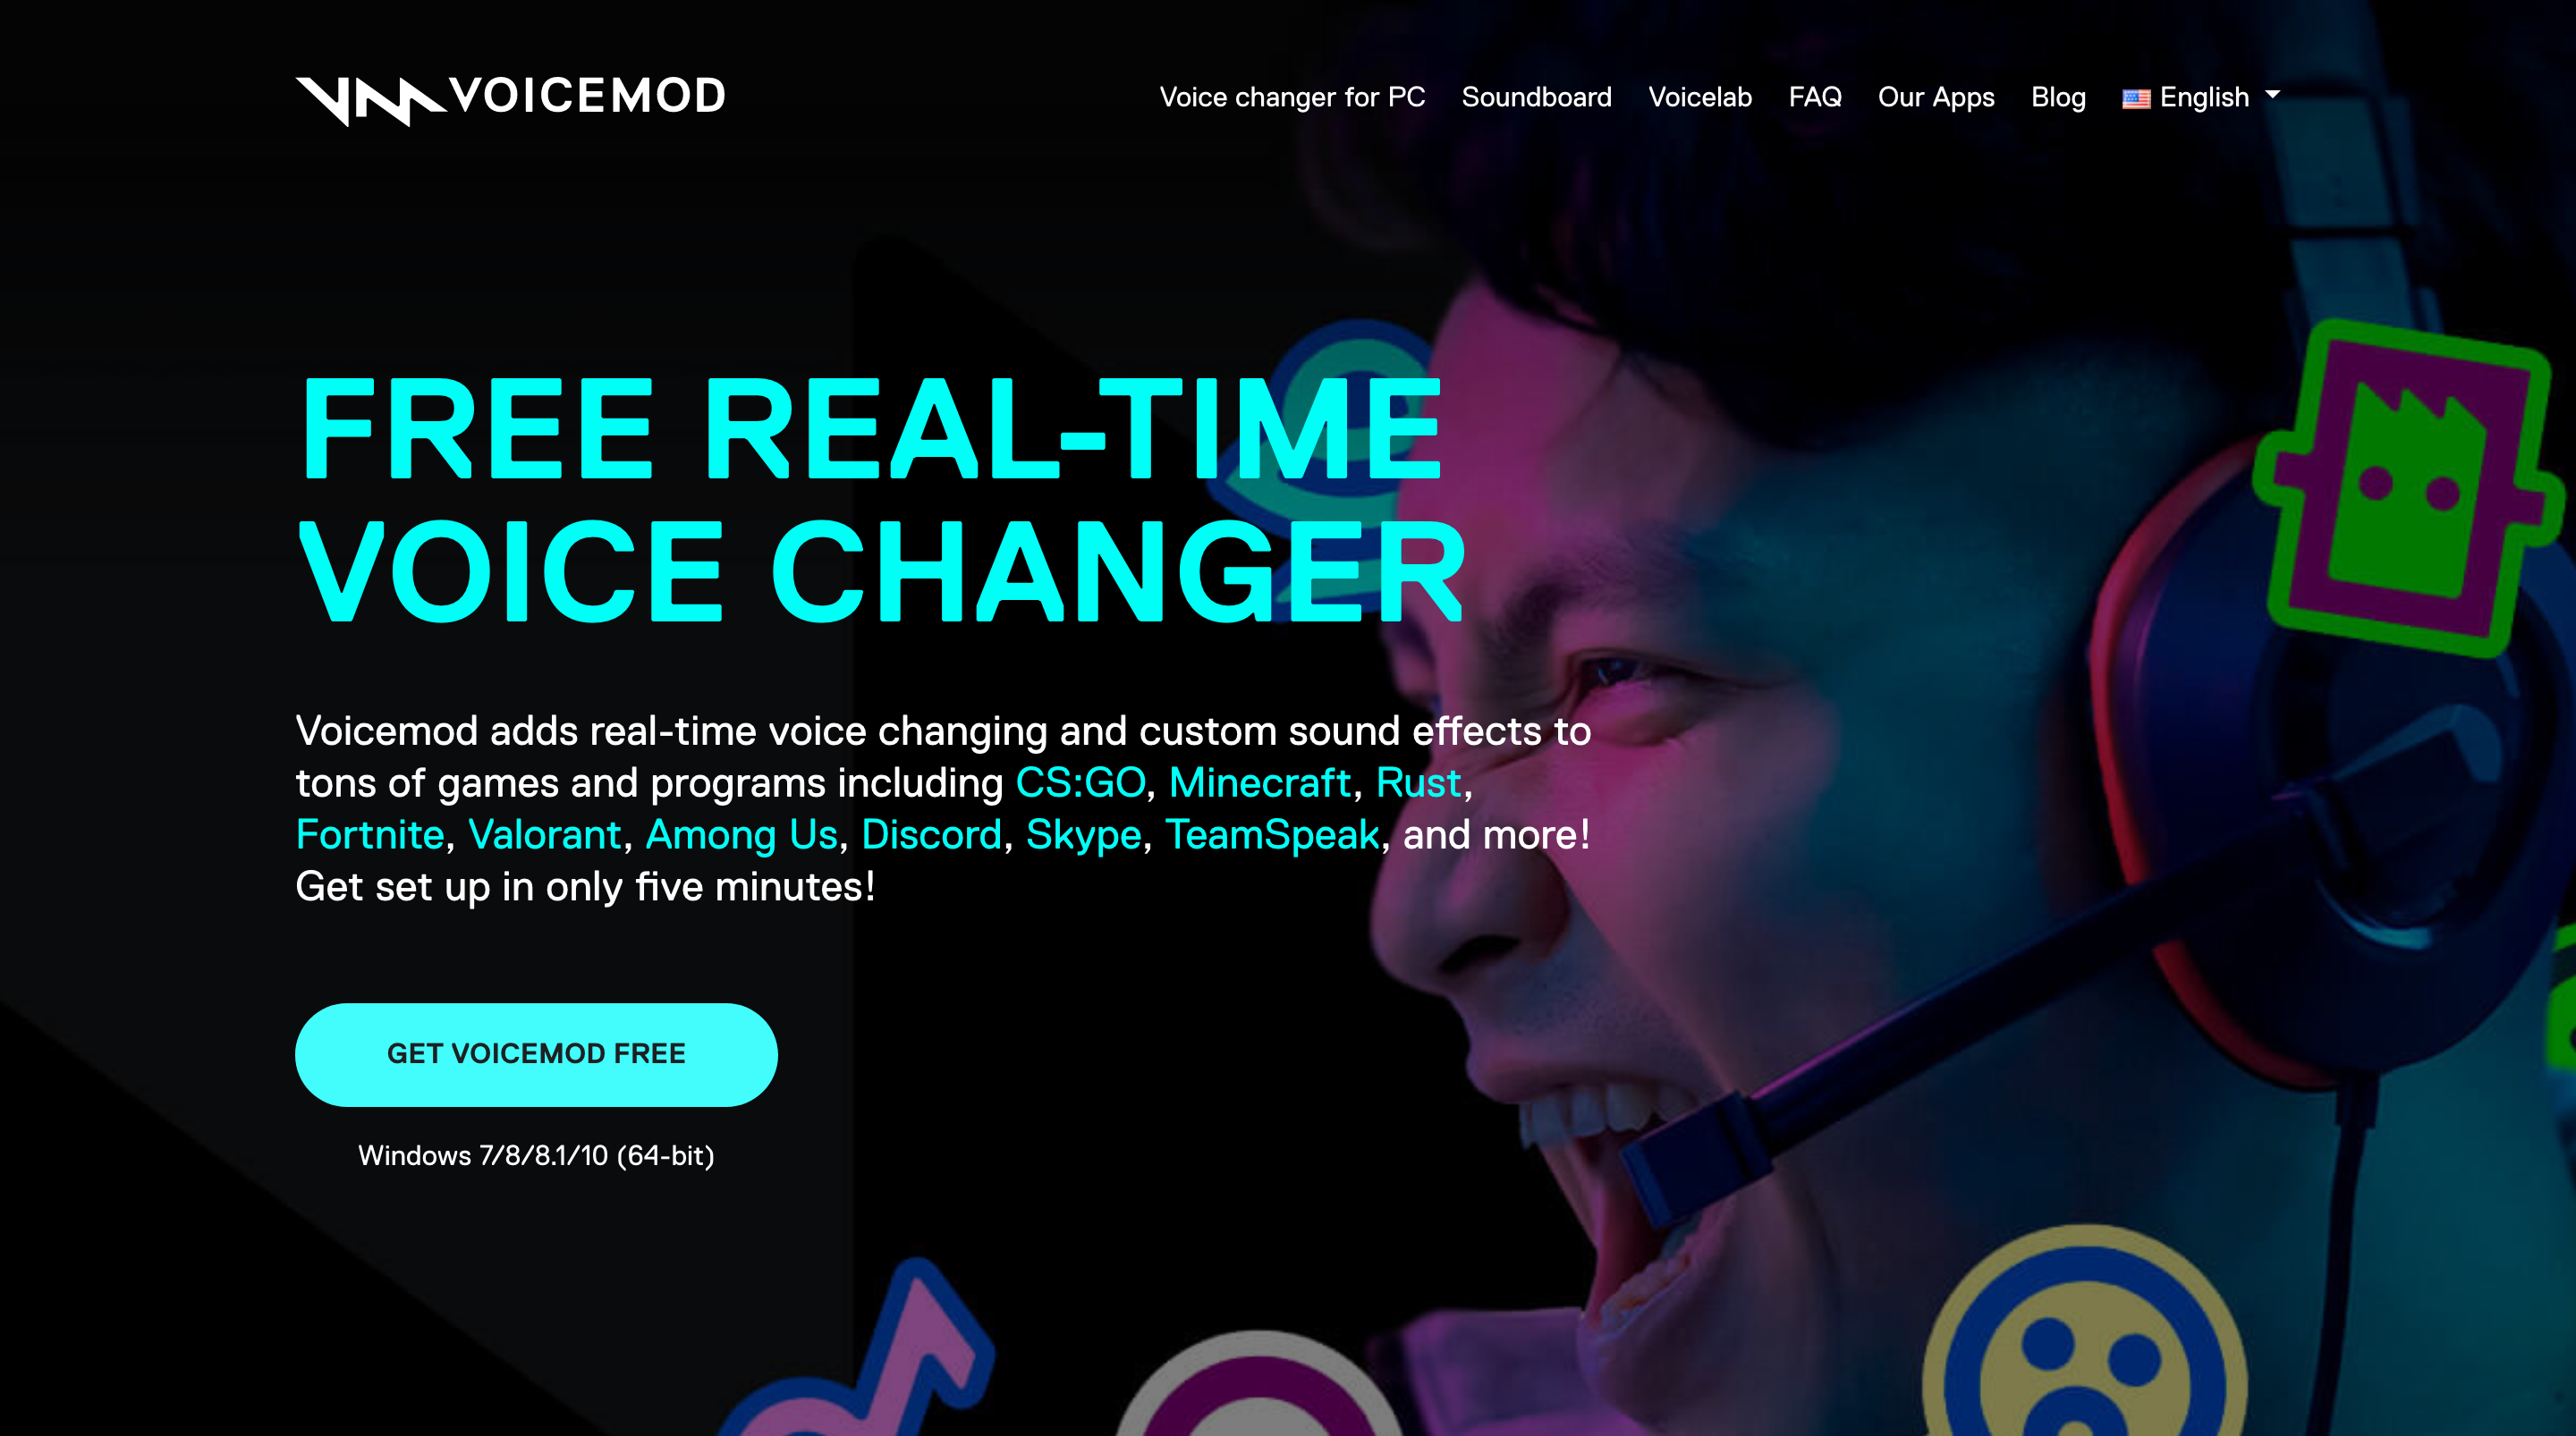 VOICEMOD
Voice changer for PC Soundboard Voicelab FAQ Our Apps Blog English
FREE REAL-TIME
VOICE CHANGER
Voicemod adds real-time voice changing and custom sound effects to
tons of games and programs including CS:GO, Minecraft, Rust,
Fortnite, Valorant, Among Us, Discord, Skype, TeamSpeak, and more!
Get set up in only five minutes!
GET VOICEMOD FREE
Windows 7/8/8.1/10 (64-bit)